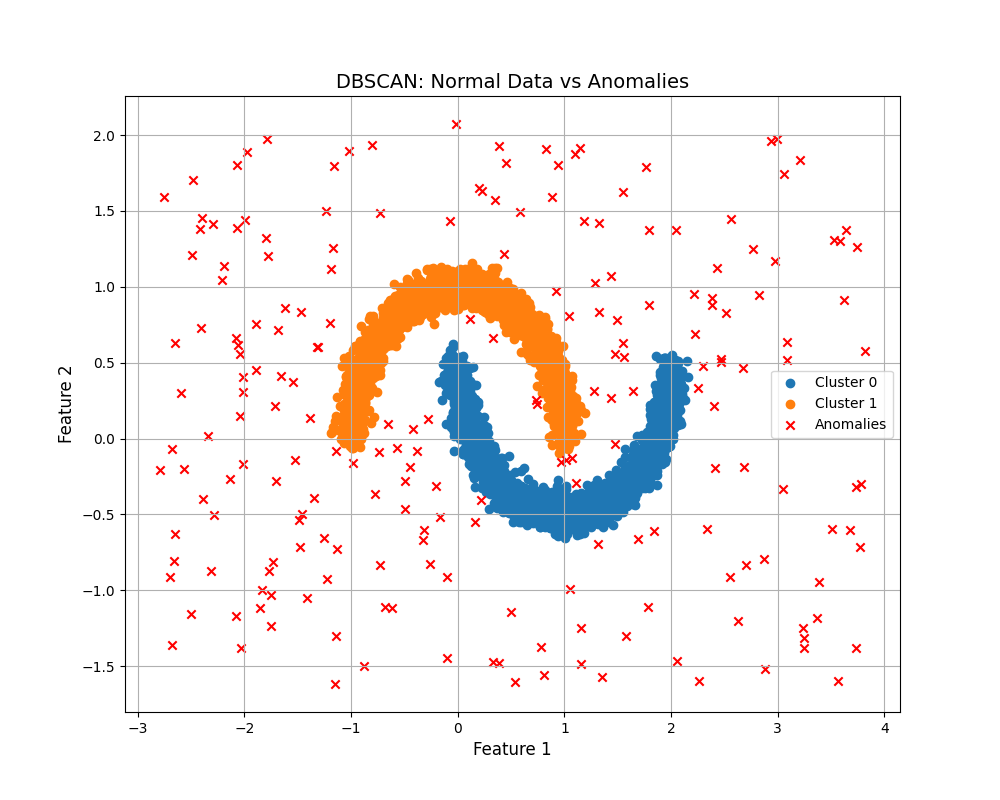 DBSCAN: Normal Data vs Anomalies
2.0
1.5
1.0
0.5
0.0
−0.5
−1.0
−1.5
Feature 2
Cluster 0
Cluster 1
Anomalies
−3 −2 −1 0 1 2 3 4
Feature 1